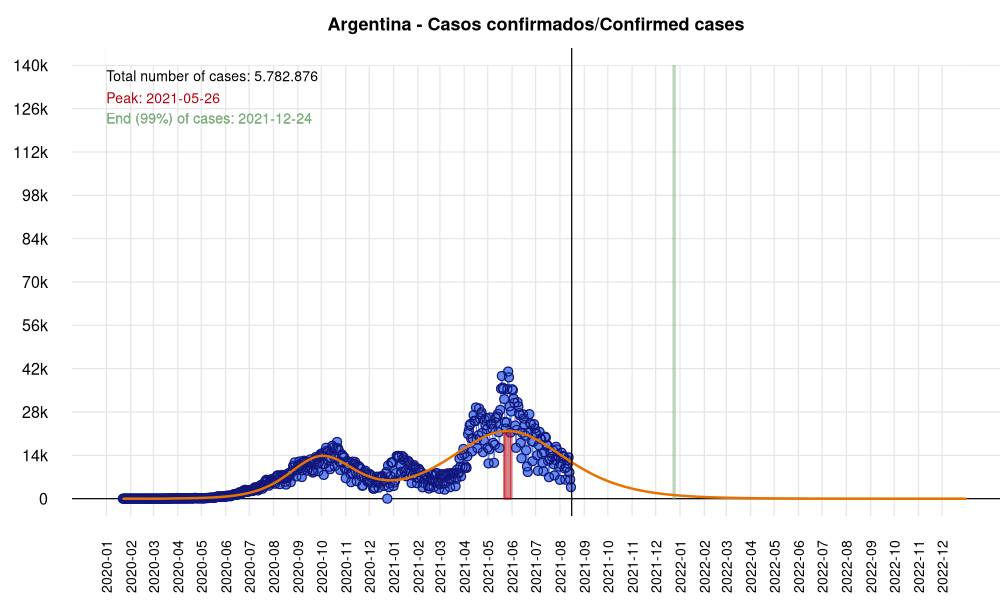 Argentina - Casos confirmados/Confirmed cases
140k
126k
112k
98k
84k
70k
56k
42k
28k
14k
0
Total number of cases: 5.782.876
Peak: 2021-05-26
End (99%) of cases: 2021-12-24
2020-01
2020-02
2020-03
2020-04
2020-05
2020-06
2020-07
2020-08
2020-09
2020-10
2020-11
2020-12
2021-01
2021-02
2021-03
2021-04
2021-05
2021-06
2021-07
2021-08
2021-09
2021-10
2021-11
2021-12
2022-01
2022-02
2022-03
2022-04
2022-05
2022-06
2022-07
2022-08
2022-09
2022-10
2022-11
2022-12